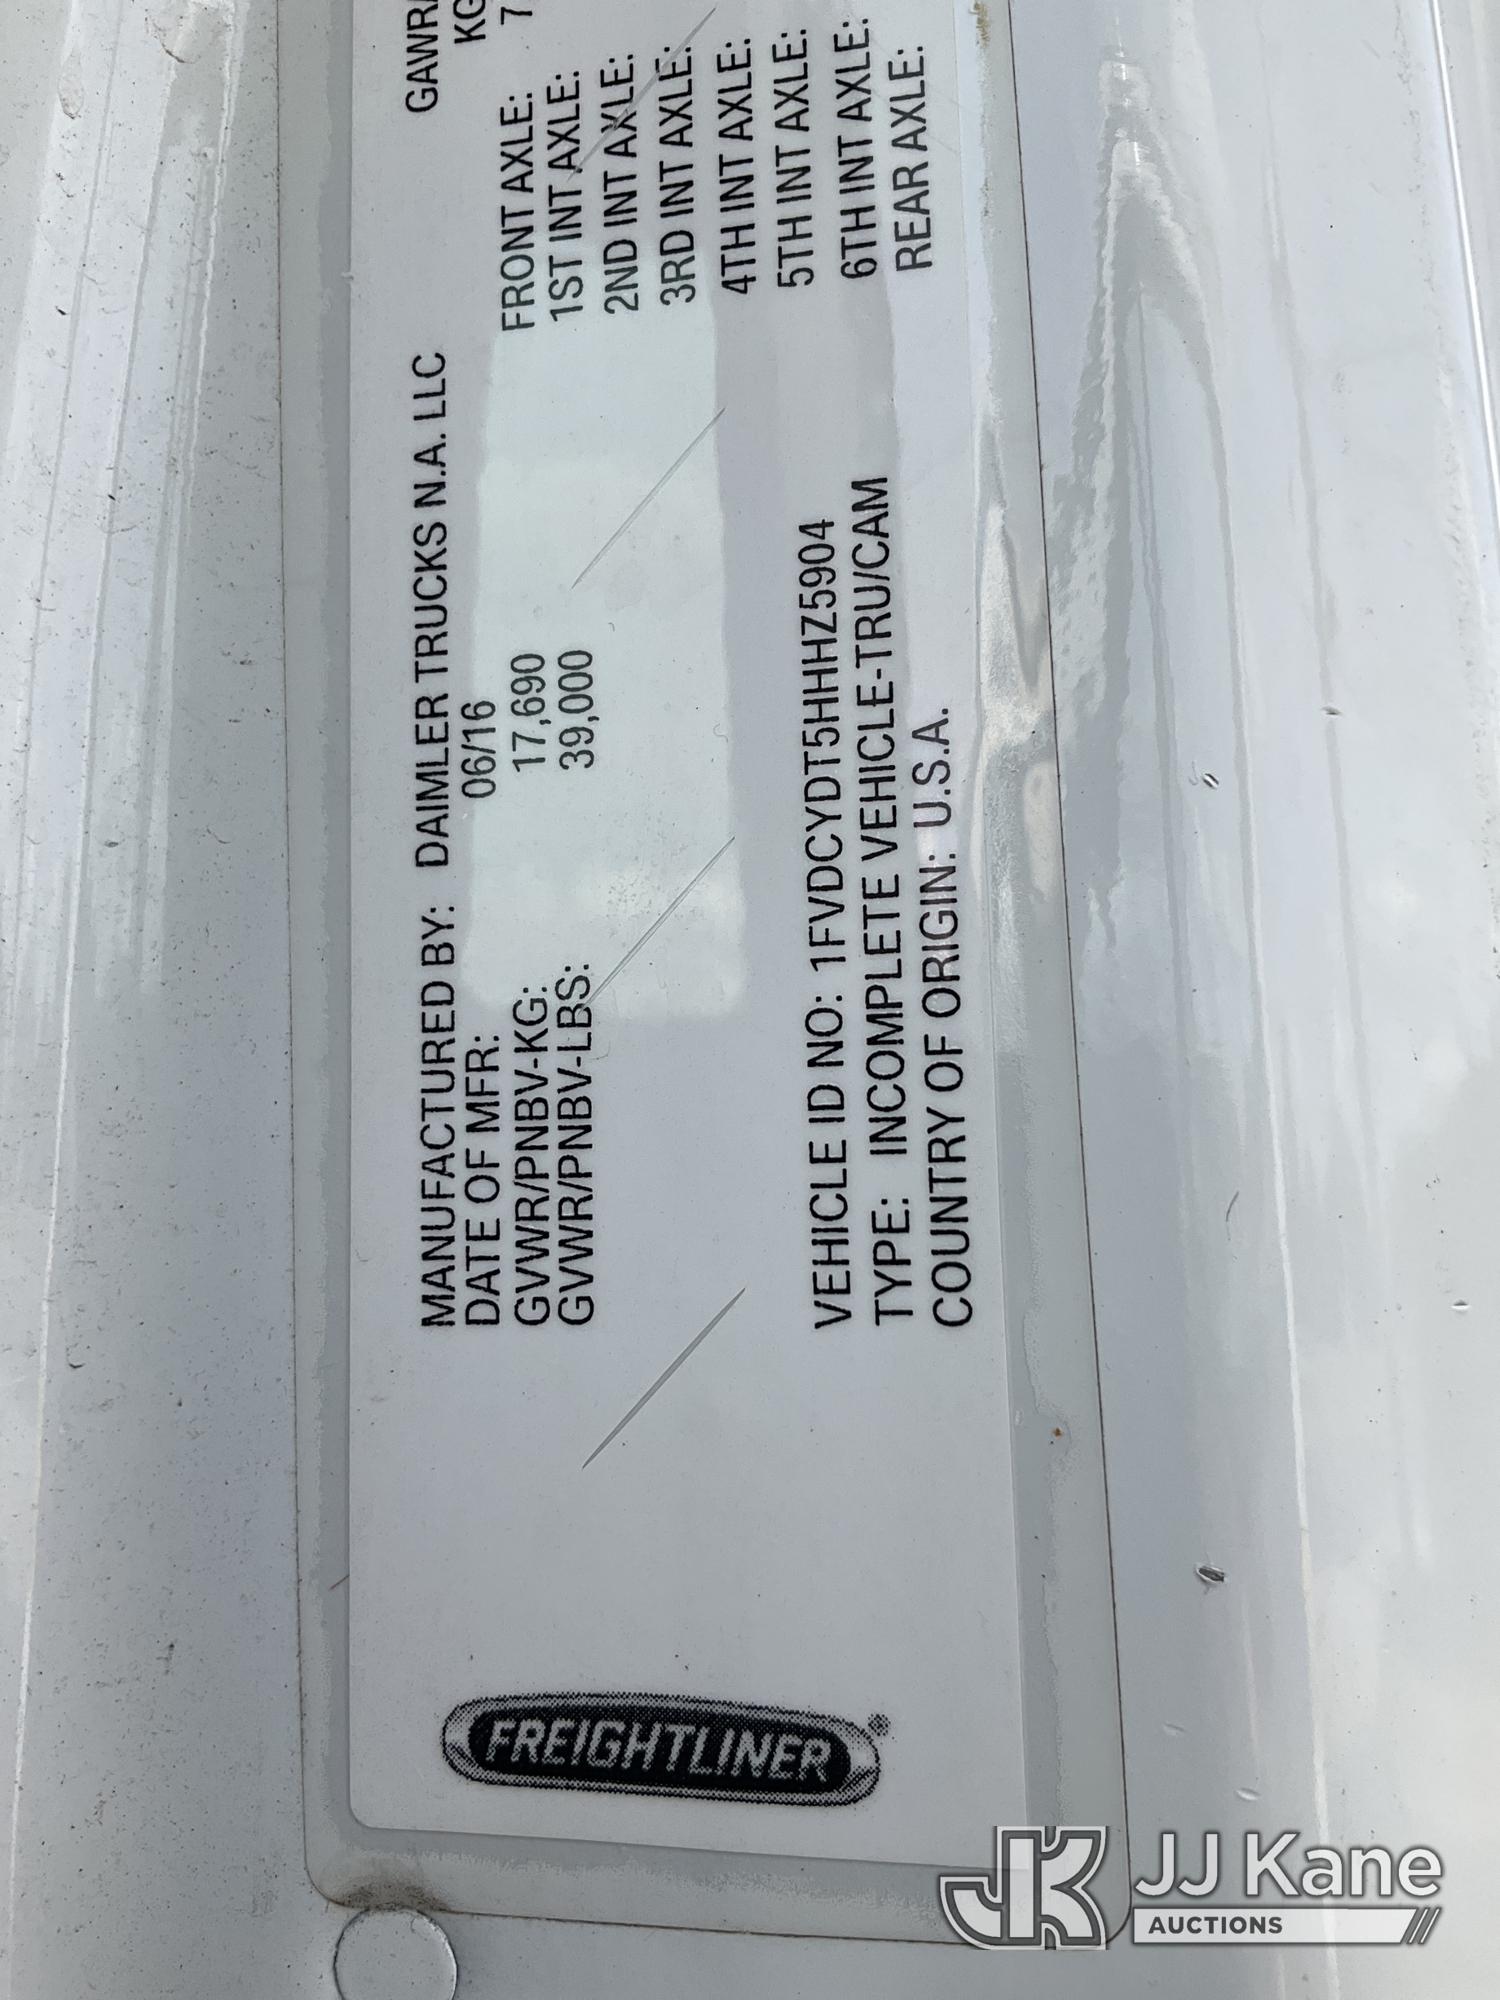 FREIGHTLINER®
MANUFACTURED BY: DAIMLER TRUCKS N.A. LLC
DATE OF MFR: 06/16
GVWR/PNBV-KG: 17,690
GVWR/PNBV-LBS: 39,000
VEHICLE ID NO: 1FVDCYDT5HHHZ5904
TYPE: INCOMPLETE VEHICLE-TRU/CAM
COUNTRY OF ORIGIN: U.S.A.
KG
FRONT AXLE: 7
1ST INT AXLE:
2ND INT AXLE:
3RD INT AXLE:
4TH INT AXLE:
5TH INT AXLE:
6TH INT AXLE:
REAR AXLE:
JK JJ Kane
AUCTIONS